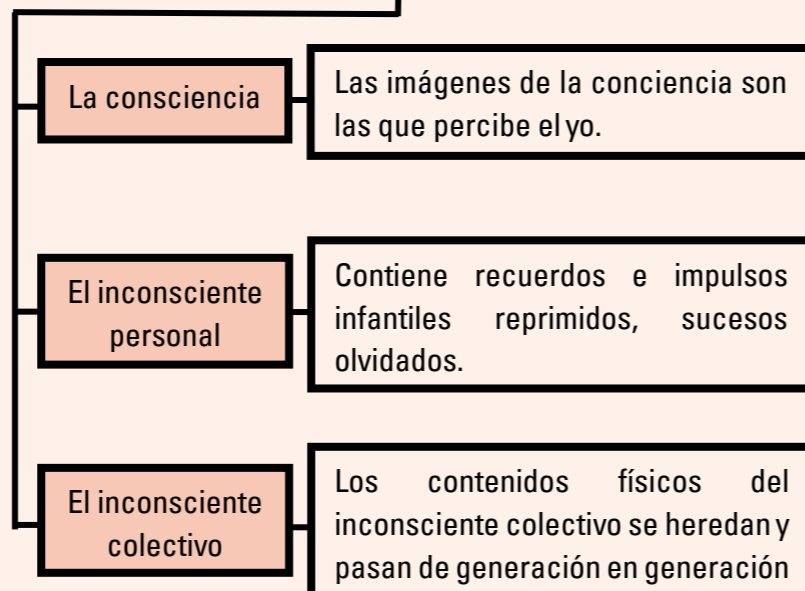 La consciencia
Las imágenes de la conciencia son
las que percibe el yo.
El inconsciente
personal
Contiene recuerdos e impulsos
infantiles reprimidos, sucesos
olvidados.
El inconsciente
colectivo
Los contenidos físicos del
inconsciente colectivo se heredan y
pasan de generación en generación